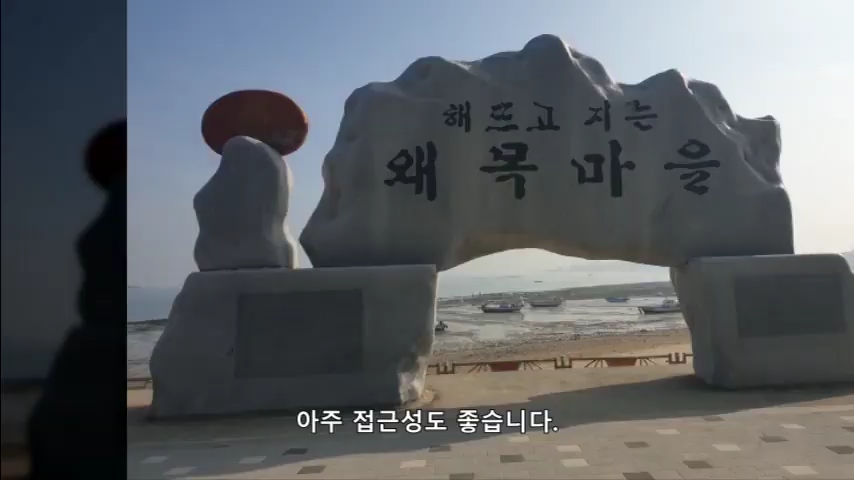 해뜨고 지는
왜목마을
아주 접근성도 좋습니다.